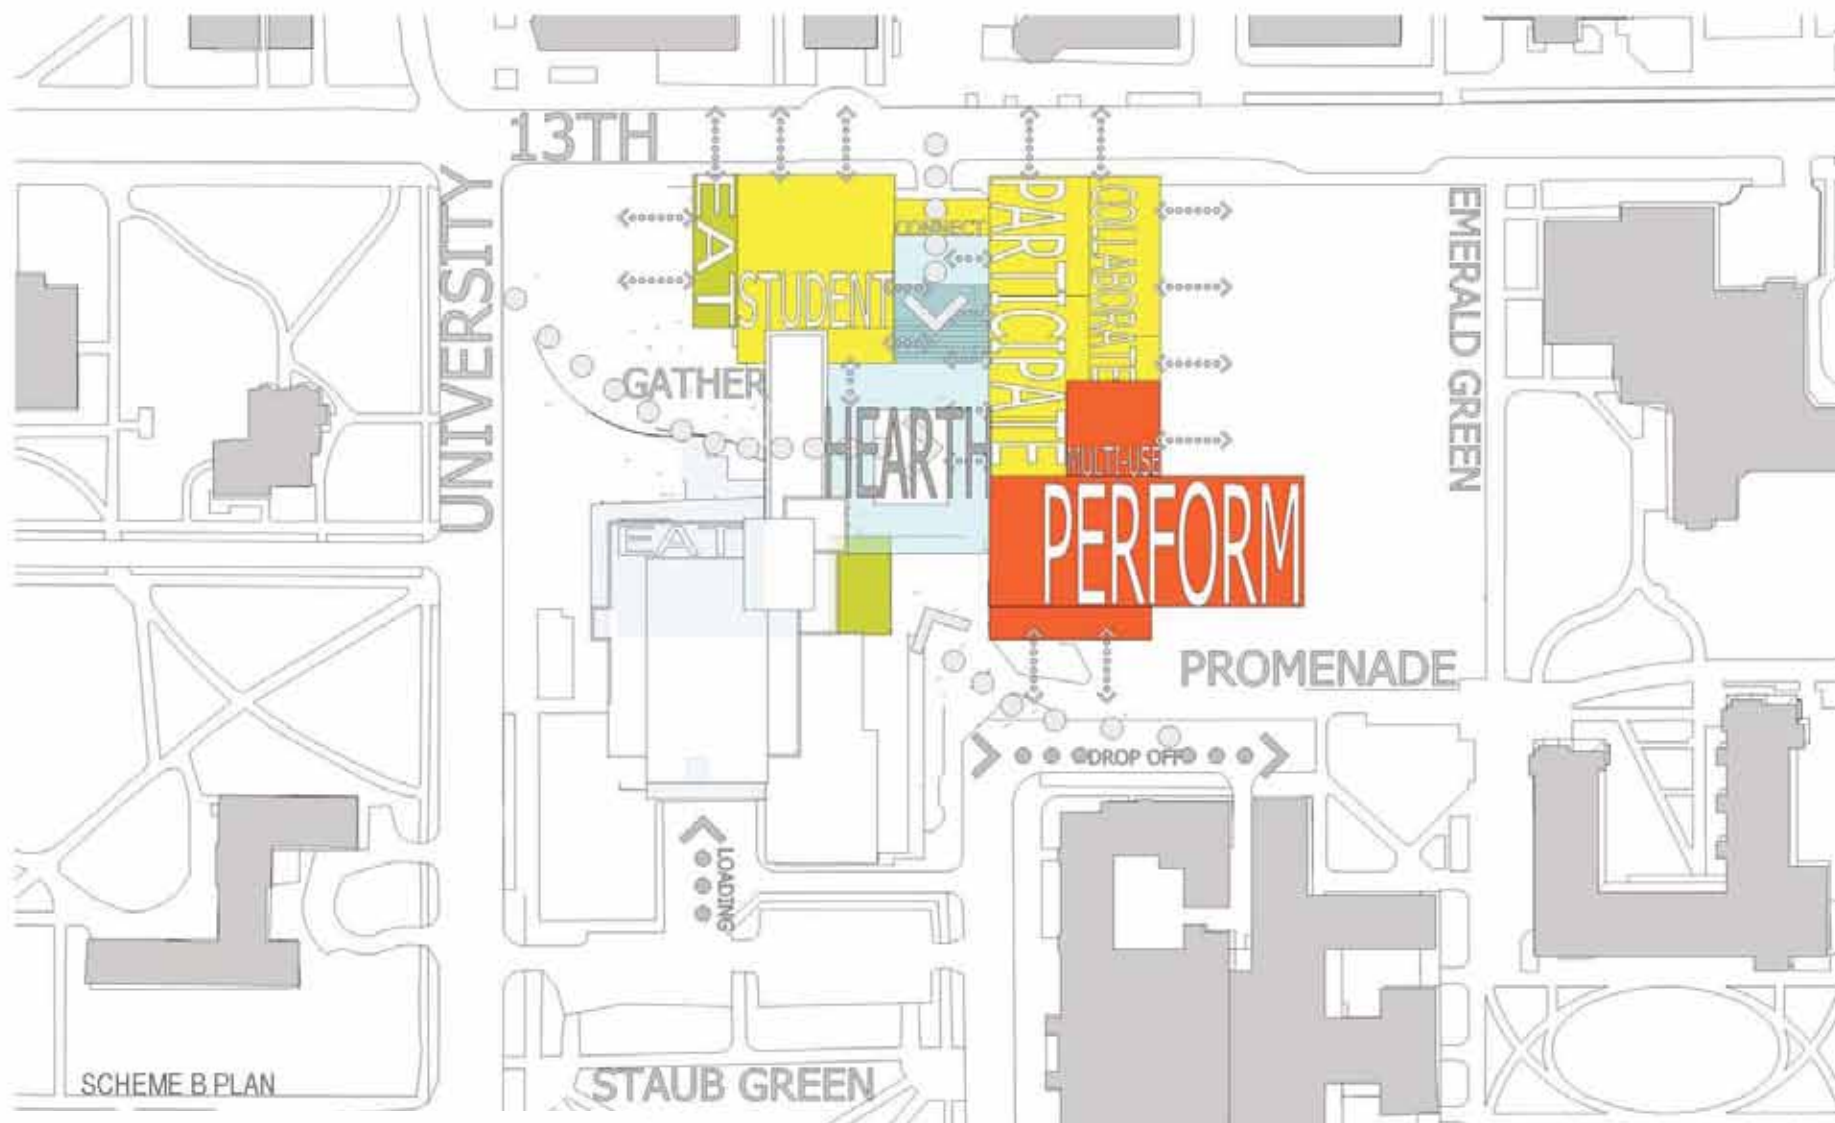 13TH
UNIVERSITY
EAT
STUDENT
CONNECT
PARTICIPATE
COLLABORATE
EMERALD GREEN
GATHER
HEARTH
MULTI-USE
PERFORM
EAT
PROMENADE
DROP OFF
LOADING
STAUB GREEN
SCHEME B PLAN